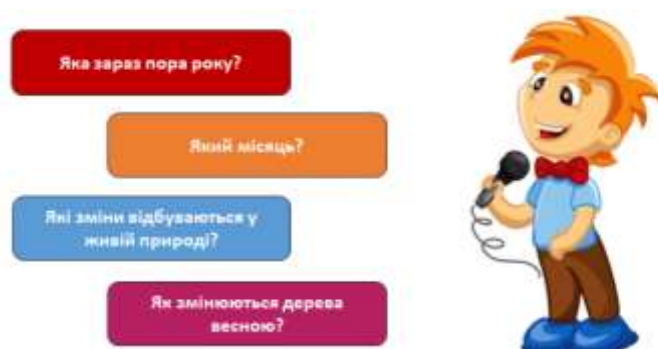 Яка зараз пора року?
Який місяць?
Які зміни відбуваються у
живій природі?
Як змінюються дерева
весною?